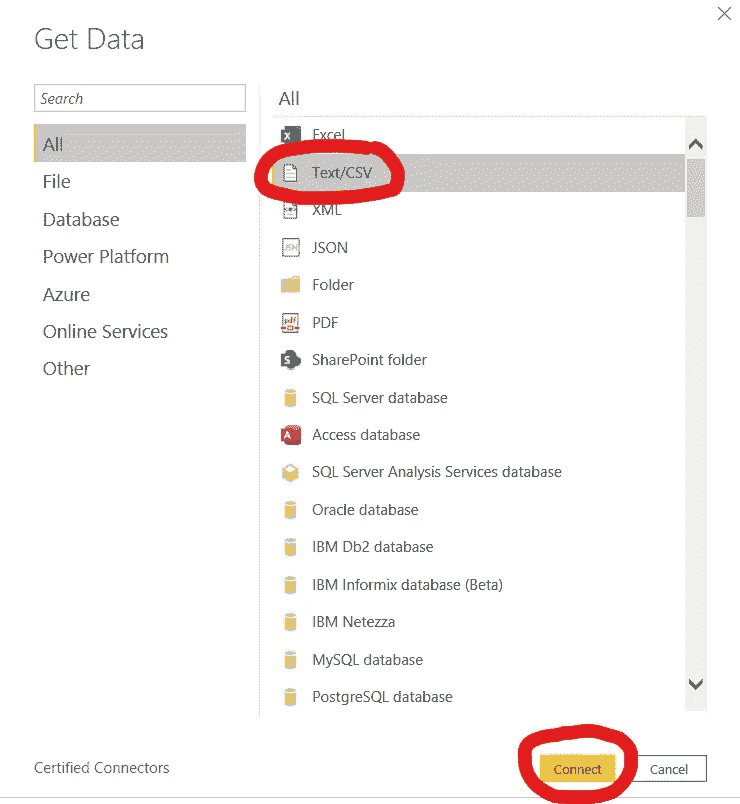 Get Data
Search
All
File
Database
Power Platform
Azure
Online Services
Other
All
Excel
Text/CSV
XML
JSON
Folder
PDF
SharePoint folder
SQL Server database
Access database
SQL Server Analysis Services database
Oracle database
IBM Db2 database
IBM Informix database (Beta)
IBM Netezza
MySQL database
PostgreSQL database
Certified Connectors
Connect
Cancel